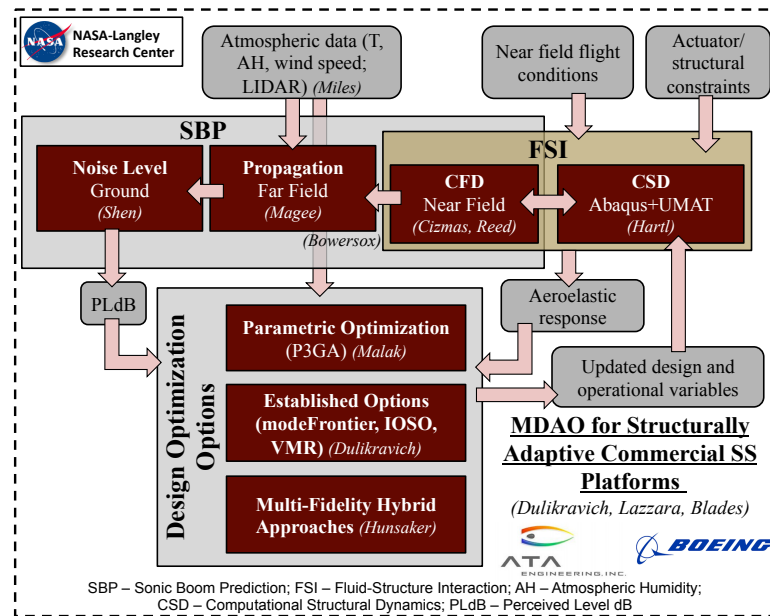 NASA
NASA-Langley
Research Center
Atmospheric data (T,
AH, wind speed;
LIDAR) (Miles)
Near field flight
conditions
Actuator/
structural
constraints
SBP
FSI
Noise Level
Ground
(Shen)
Propagation
Far Field
(Magee)
CFD
Near Field
(Cizmas, Reed)
CSD
Abaqus+UMAT
(Hartl)
(Bowersox)
PLdB
Aeroelastic
response
Design Optimization
Options
Parametric Optimization
(P3GA) (Malak)
Updated design and
operational variables
Established Options
(modeFrontier, IOSO,
VMR) (Dulikravich)
Multi-Fidelity Hybrid
Approaches (Hunsaker)
MDAO for Structurally
Adaptive Commercial SS
Platforms
(Dulikravich, Lazzara, Blades)
ATA
ENGINEERING, INC.
BOEING
SBP – Sonic Boom Prediction; FSI – Fluid-Structure Interaction; AH – Atmospheric Humidity;
CSD – Computational Structural Dynamics; PLdB – Perceived Level dB